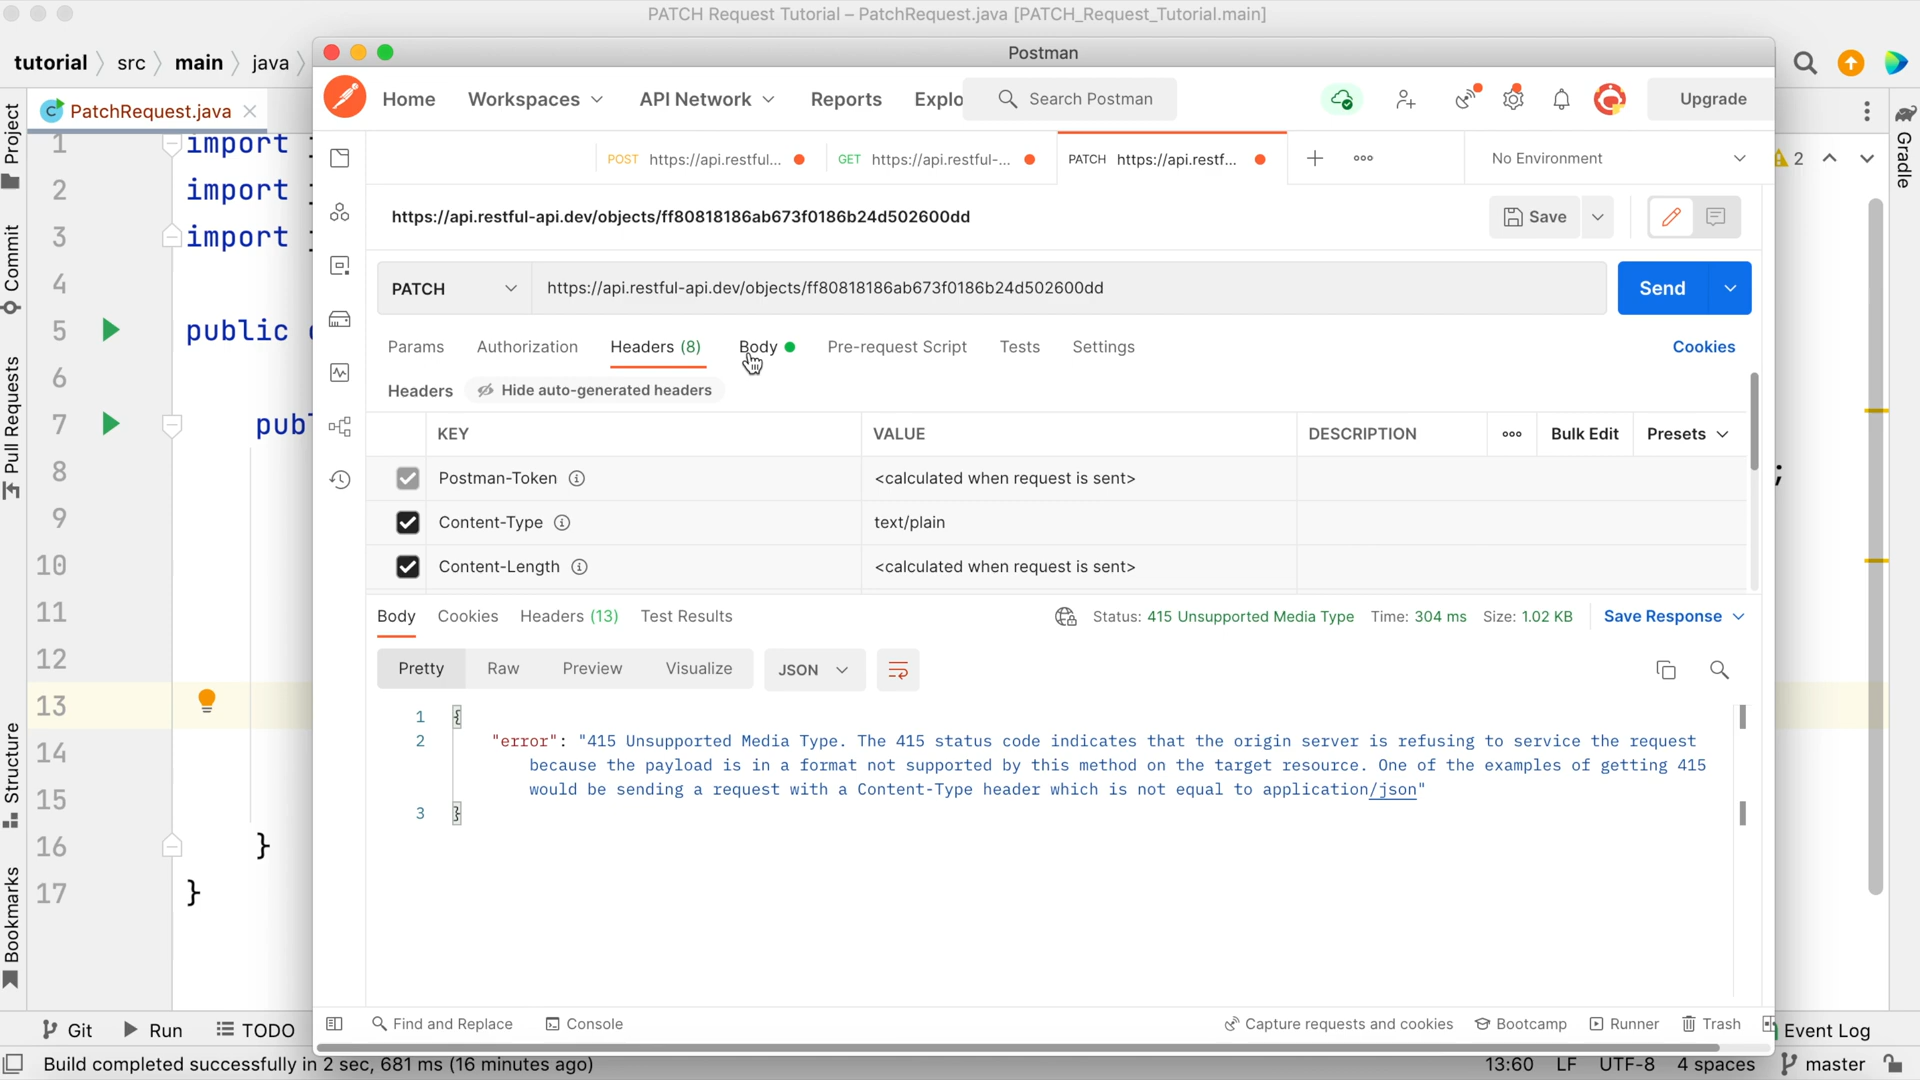 PATCH Request Tutorial – PatchRequest.java [PATCH_Request_Tutorial.main]
tutorial src main java
Postman
Home Workspaces API Network Reports Explo Search Postman Upgrade
PatchRequest.java
POST https://api.restful... GET https://api.restful-... PATCH https://api.restf... No Environment 2
https://api.restful-api.dev/objects/ff80818186ab673f0186b24d502600dd Save
PATCH https://api.restful-api.dev/objects/ff80818186ab673f0186b24d502600dd Send
Params Authorization Headers (8) Body Pre-request Script Tests Settings Cookies
Headers Hide auto-generated headers
KEY VALUE DESCRIPTION Bulk Edit Presets
Postman-Token <calculated when request is sent>
Content-Type text/plain
Content-Length <calculated when request is sent>
Body Cookies Headers (13) Test Results Status: 415 Unsupported Media Type Time: 304 ms Size: 1.02 KB Save Response
Pretty Raw Preview Visualize JSON
1 {
2 "error": "415 Unsupported Media Type. The 415 status code indicates that the origin server is refusing to service the request
because the payload is in a format not supported by this method on the target resource. One of the examples of getting 415
would be sending a request with a Content-Type header which is not equal to application/json"
3 }
Find and Replace Console Capture requests and cookies Bootcamp Runner Trash
1 import
2 import
3 import
4
5 public
6
7 publ
8 ;
9
10
11
12
13
14
15
16 }
17 }
Project
Commit
Pull Requests
Structure
Bookmarks
Gradle
Git Run TODO Event Log
Build completed successfully in 2 sec, 681 ms (16 minutes ago) 13:60 LF UTF-8 4 spaces master